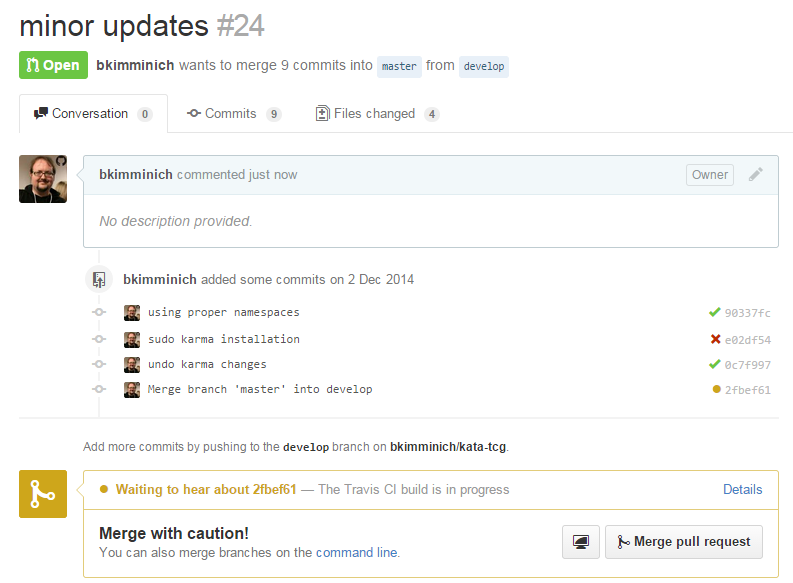 minor updates #24
Open bkimminich wants to merge 9 commits into master from develop
Conversation 0 Commits 9 Files changed 4
bkimminich commented just now Owner
No description provided.
bkimminich added some commits on 2 Dec 2014
using proper namespaces 90337fc
sudo karma installation e02df54
undo karma changes 0c7f997
Merge branch 'master' into develop 2fbef61
Add more commits by pushing to the develop branch on bkimminich/kata-tcg.
Waiting to hear about 2fbef61 — The Travis CI build is in progress Details
Merge with caution!
You can also merge branches on the command line.
Merge pull request